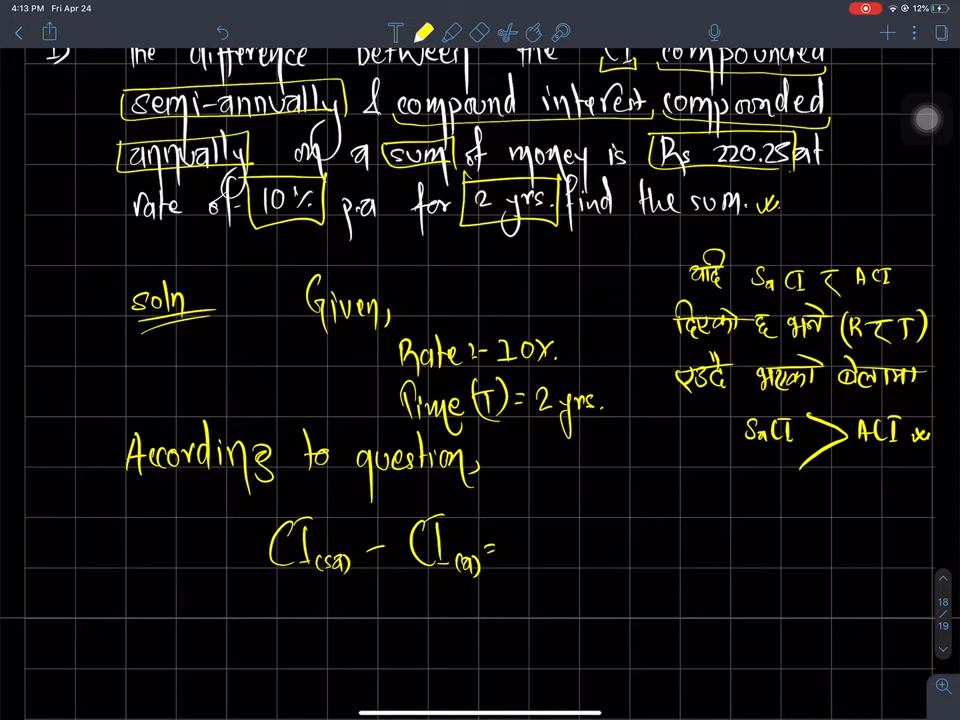 4:13 PM Fri Apr 24
12%
1) The difference between the CI compounded
semi-annually & compound interest compounded
annually on a sum of money is Rs 220.25 at
rate of 10% p.a for 2 yrs. find the sum.
soln Given,
Rate :- 10%.
Time (T) = 2 yrs.
According to question,
CI(sa) - CI(a) =
यदि SaCI र ACI
दिएको छ भने (R र T)
एउटै भएको बेलामा
SaCI > ACI
18
19